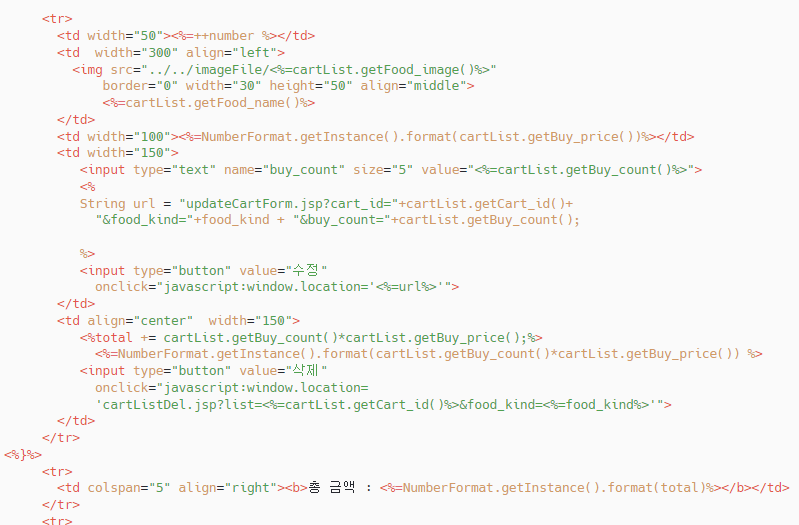 <tr>
<td width="50"><%=++number %></td>
<td  width="300" align="left">
<img src="../../imageFile/<%=cartList.getFood_image()%>"
border="0" width="30" height="50" align="middle">
<%=cartList.getFood_name()%>
</td>
<td width="100"><%=NumberFormat.getInstance().format(cartList.getBuy_price())%></td>
<td width="150">
<input type="text" name="buy_count" size="5" value="<%=cartList.getBuy_count()%>">
<%
String url = "updateCartForm.jsp?cart_id="+cartList.getCart_id()+
"&food_kind="+food_kind + "&buy_count="+cartList.getBuy_count();
%>
<input type="button" value="수정"
onclick="javascript:window.location='<%=url%>'">
</td>
<td align="center"  width="150">
<%total += cartList.getBuy_count()*cartList.getBuy_price();%>
<%=NumberFormat.getInstance().format(cartList.getBuy_count()*cartList.getBuy_price()) %>
<input type="button" value="삭제"
onclick="javascript:window.location=
'cartListDel.jsp?list=<%=cartList.getCart_id()%>&food_kind=<%=food_kind%>'">
</td>
</tr>
<%}%>
<tr>
<td colspan="5" align="right"><b>총 금액 : <%=NumberFormat.getInstance().format(total)%></b></td>
</tr>
<tr>